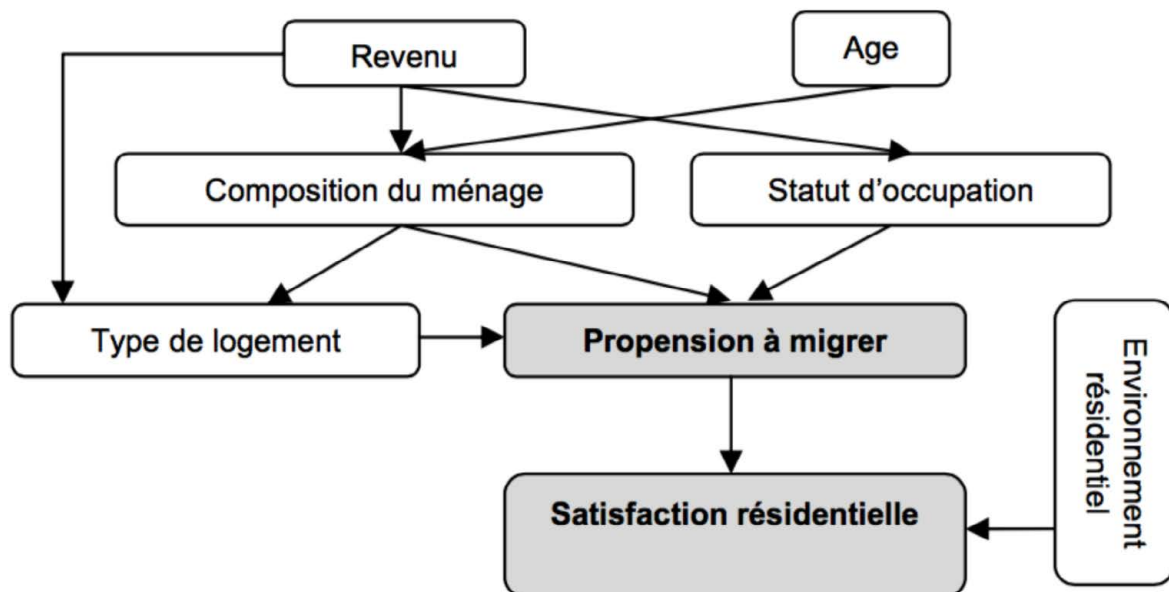 Revenu
Age
Composition du ménage
Statut d’occupation
Type de logement
Propension à migrer
Environnement
résidentiel
Satisfaction résidentielle